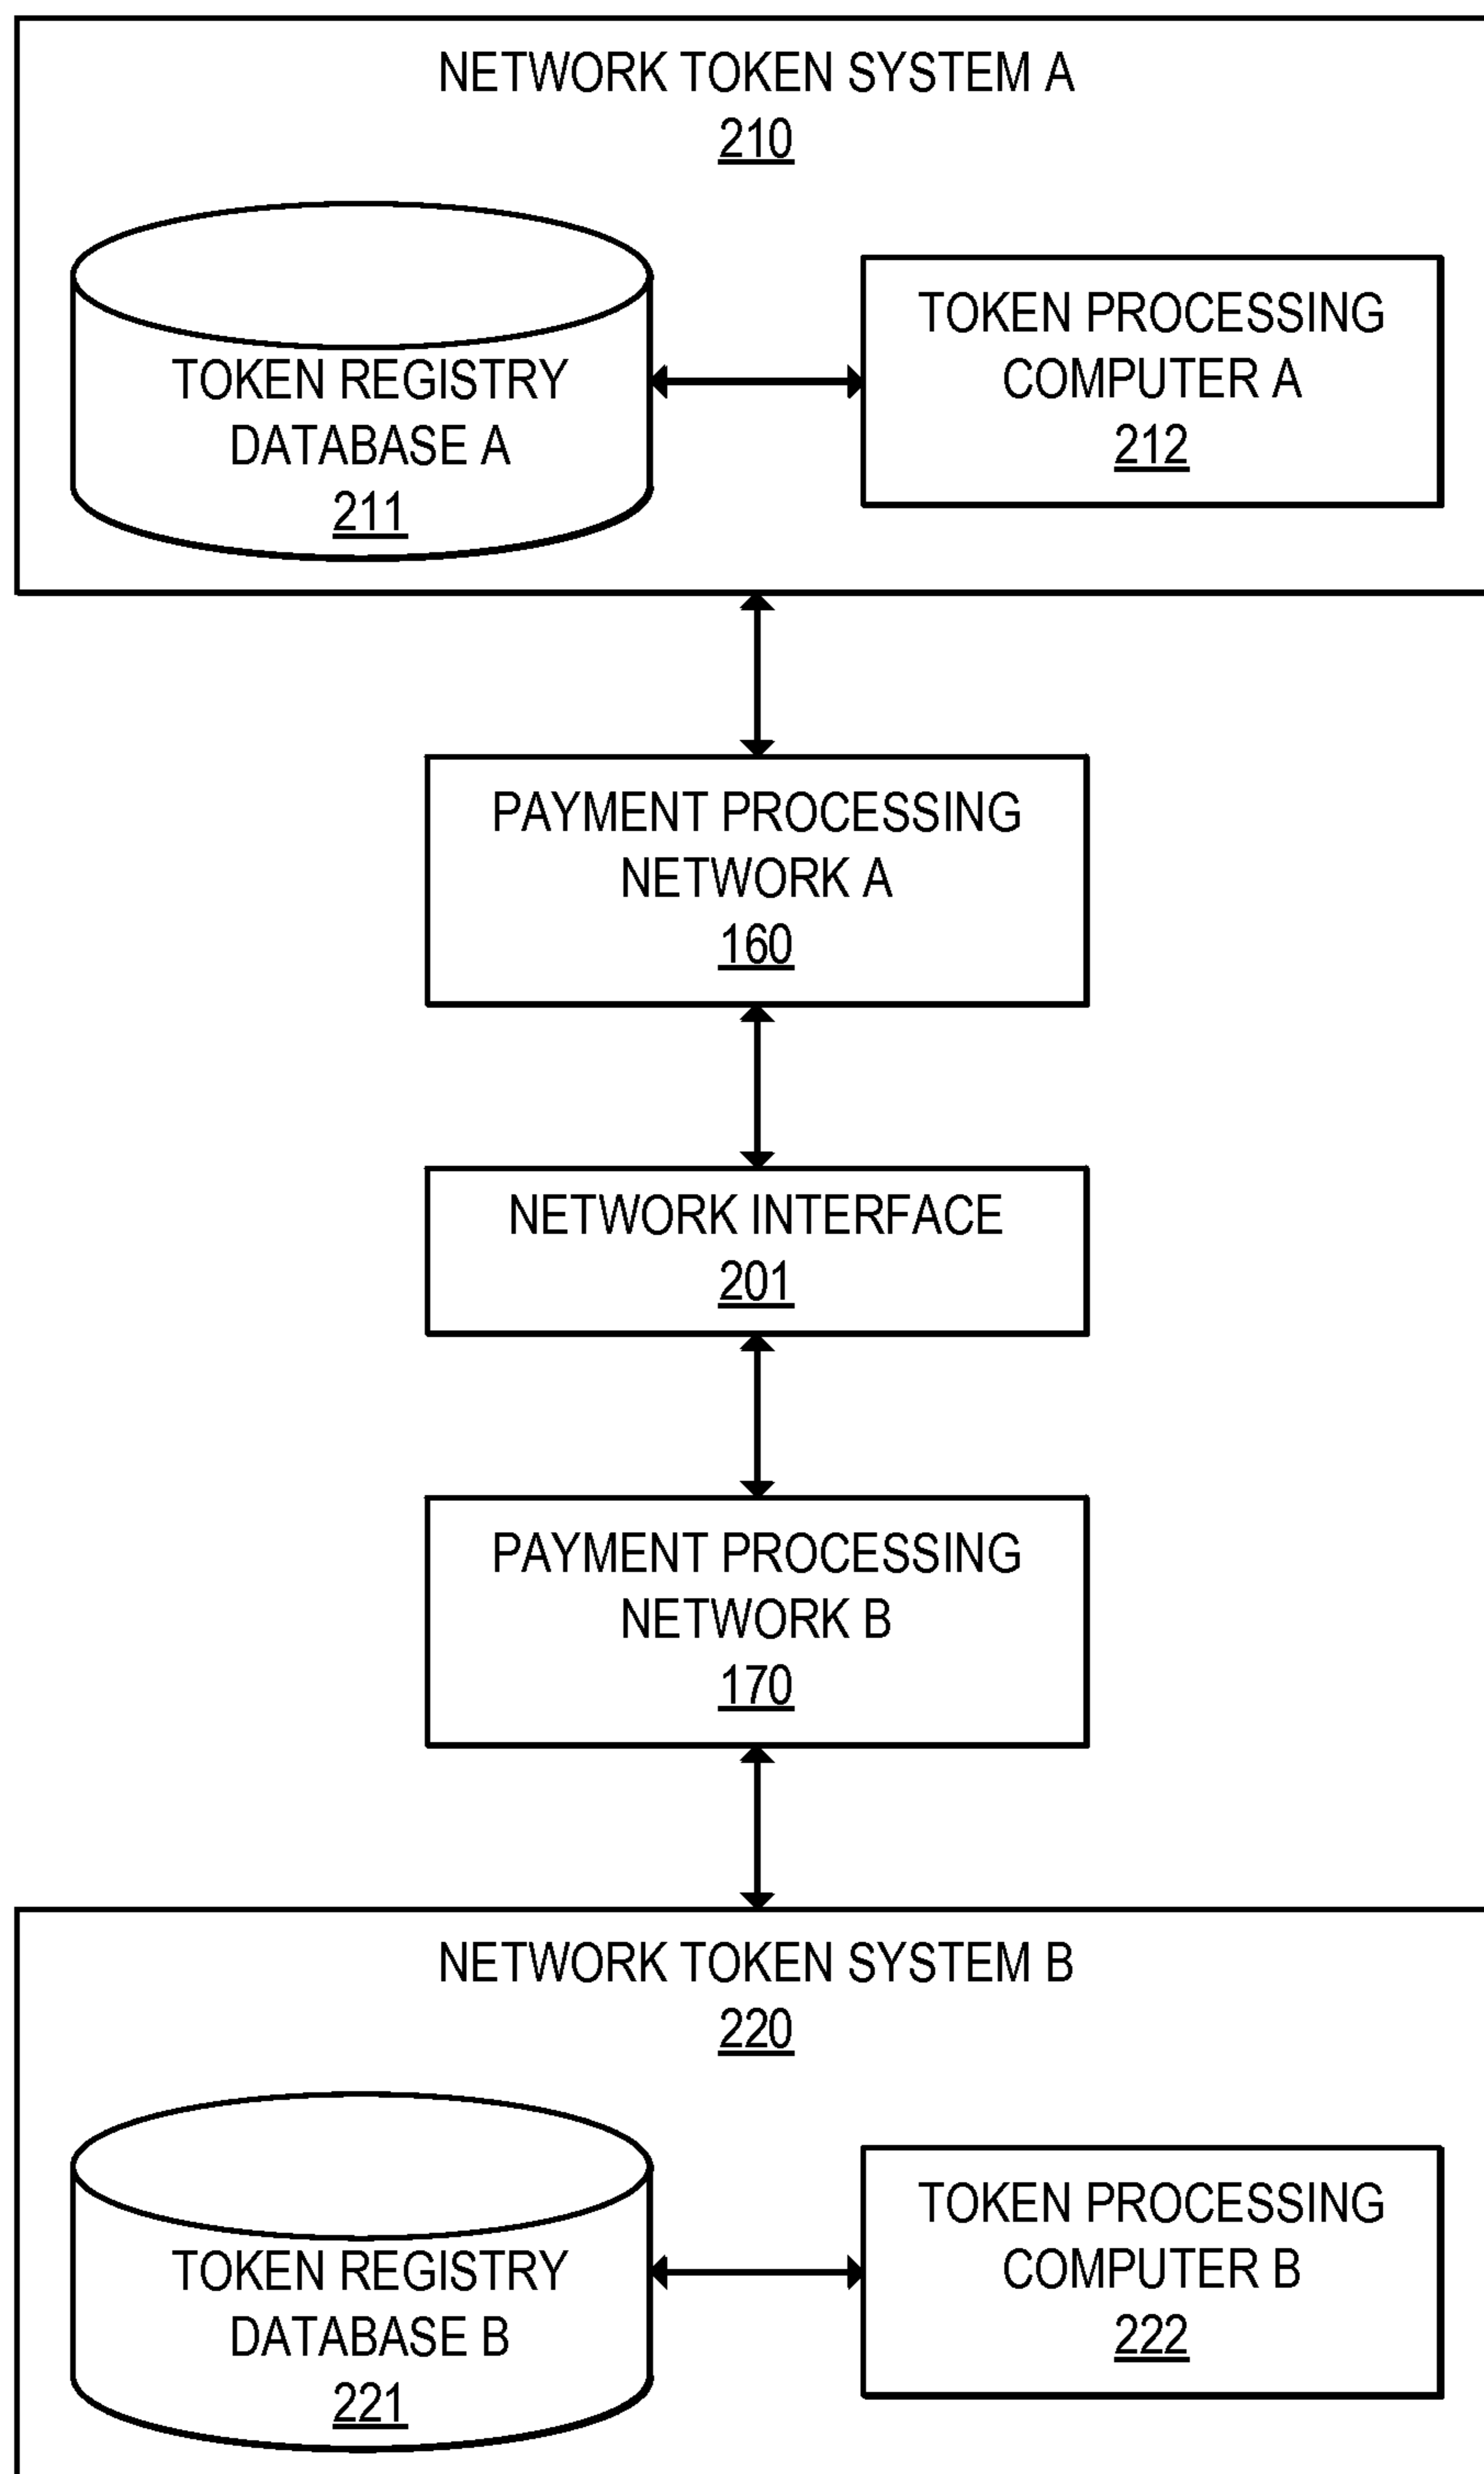 NETWORK TOKEN SYSTEM A
210
TOKEN REGISTRY
DATABASE A
211
TOKEN PROCESSING
COMPUTER A
212
PAYMENT PROCESSING
NETWORK A
160
NETWORK INTERFACE
201
PAYMENT PROCESSING
NETWORK B
170
NETWORK TOKEN SYSTEM B
220
TOKEN REGISTRY
DATABASE B
221
TOKEN PROCESSING
COMPUTER B
222